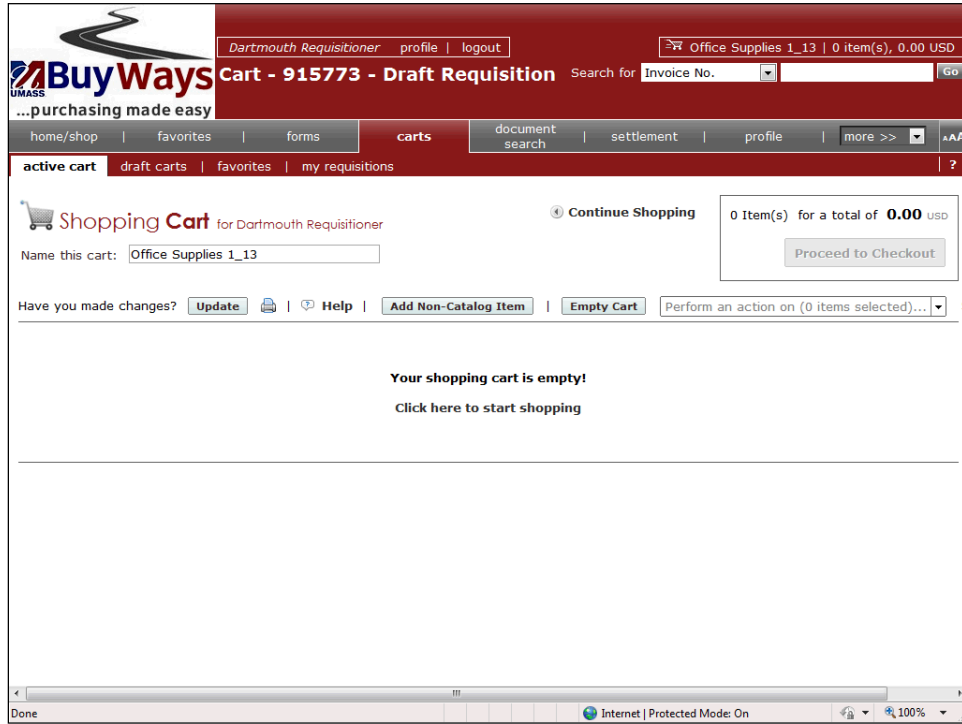 Dartmouth Requisitioner profile | logout
Office Supplies 1_13 | 0 item(s), 0.00 USD
UMASS BuyWays
...purchasing made easy
Cart - 915773 - Draft Requisition Search for Invoice No. Go
home/shop | favorites | forms carts document search | settlement | profile | more >> AAA
active cart draft carts | favorites | my requisitions | ?
Shopping Cart for Dartmouth Requisitioner
Continue Shopping
0 Item(s) for a total of 0.00 USD
Name this cart: Office Supplies 1_13
Proceed to Checkout
Have you made changes? Update | Help | Add Non-Catalog Item | Empty Cart Perform an action on (0 items selected)...
Your shopping cart is empty!
Click here to start shopping
Done Internet | Protected Mode: On 100%